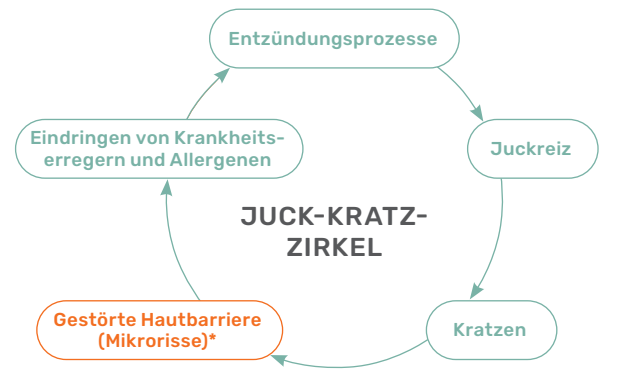 Entzündungsprozesse
Juckreiz
Kratzen
Gestörte Hautbarriere
(Mikrorisse)*
Eindringen von Krankheits-
erregern und Allergenen
JUCK-KRATZ-
ZIRKEL